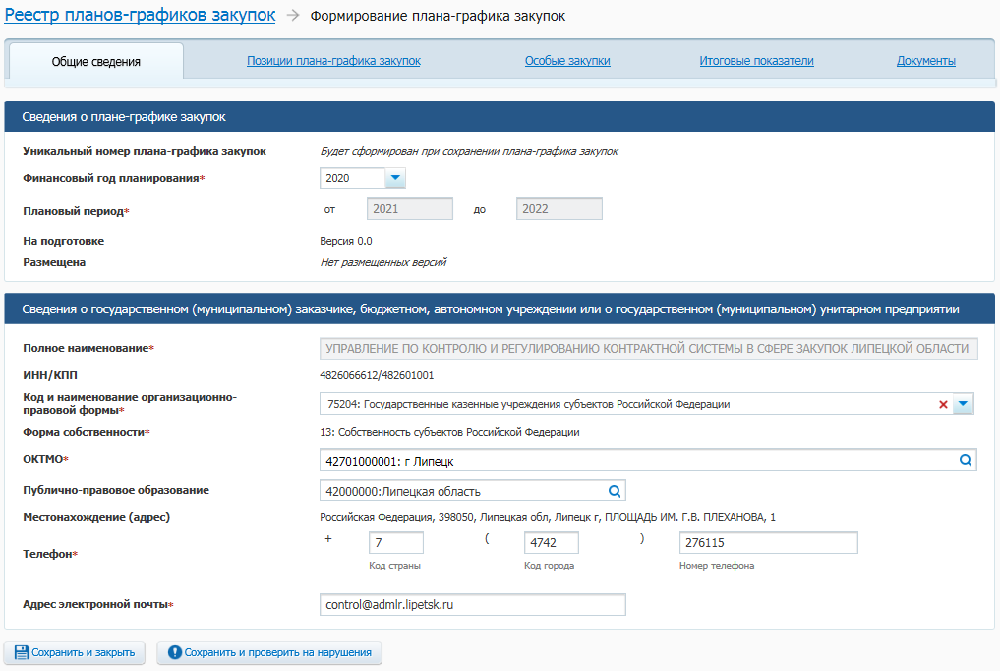 Реестр планов-графиков закупок → Формирование плана-графика закупок
Общие сведения Позиции плана-графика закупок Особые закупки Итоговые показатели Документы
Сведения о плане-графике закупок
Уникальный номер плана-графика закупок Будет сформирован при сохранении плана-графика закупок
Финансовый год планирования* 2020
Плановый период* от 2021 до 2022
На подготовке Версия 0.0
Размещена Нет размещенных версий
Сведения о государственном (муниципальном) заказчике, бюджетном, автономном учреждении или о государственном (муниципальном) унитарном предприятии
Полное наименование* УПРАВЛЕНИЕ ПО КОНТРОЛЮ И РЕГУЛИРОВАНИЮ КОНТРАКТНОЙ СИСТЕМЫ В СФЕРЕ ЗАКУПОК ЛИПЕЦКОЙ ОБЛАСТИ
ИНН/КПП 4826066612/482601001
Код и наименование организационно-
правовой формы* 75204: Государственные казенные учреждения субъектов Российской Федерации
Форма собственности* 13: Собственность субъектов Российской Федерации
ОКТМО* 42701000001: г Липецк
Публично-правовое образование 42000000:Липецкая область
Местонахождение (адрес) Российская Федерация, 398050, Липецкая обл, Липецк г, ПЛОЩАДЬ ИМ. Г.В. ПЛЕХАНОВА, 1
Телефон* + 7 ( 4742 ) 276115
Код страны Код города Номер телефона
Адрес электронной почты* control@admlr.lipetsk.ru
Сохранить и закрыть Сохранить и проверить на нарушения